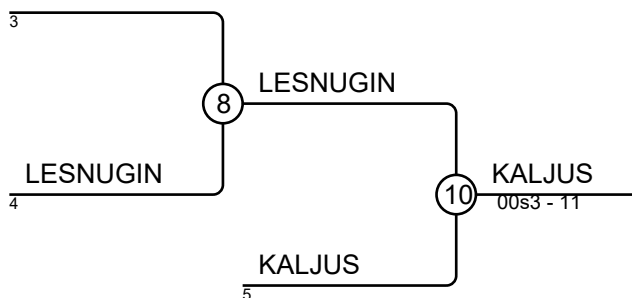 3
8
LESNUGIN
LESNUGIN
4
10
KALJUS
00s3 - 11
KALJUS
5